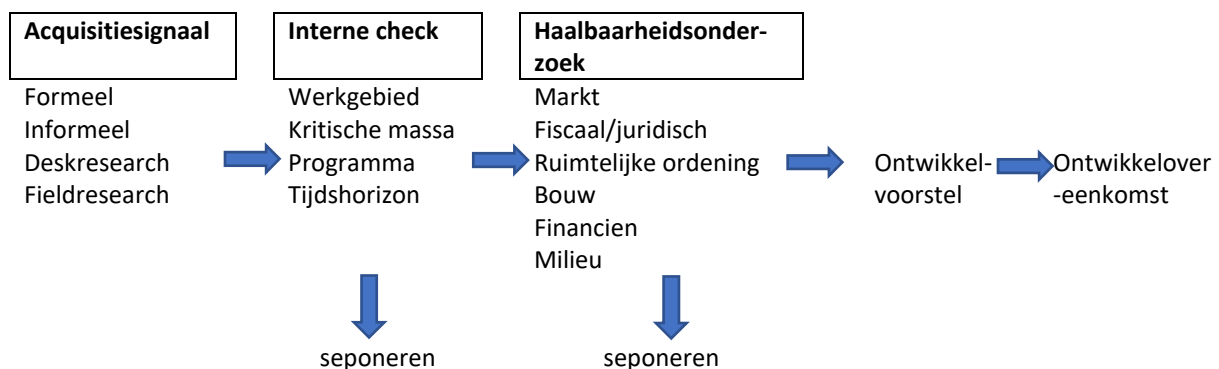 Acquisitiesignaal
Formeel
Informeel
Deskresearch
Fieldresearch
Interne check
Werkgebied
Kritische massa
Programma
Tijdshorizon
seponeren
Haalbaarheidsonder-
zoek
Markt
Fiscaal/juridisch
Ruimtelijke ordening
Bouw
Financien
Milieu
seponeren
Ontwikkel-
voorstel
Ontwikkelover
-eenkomst